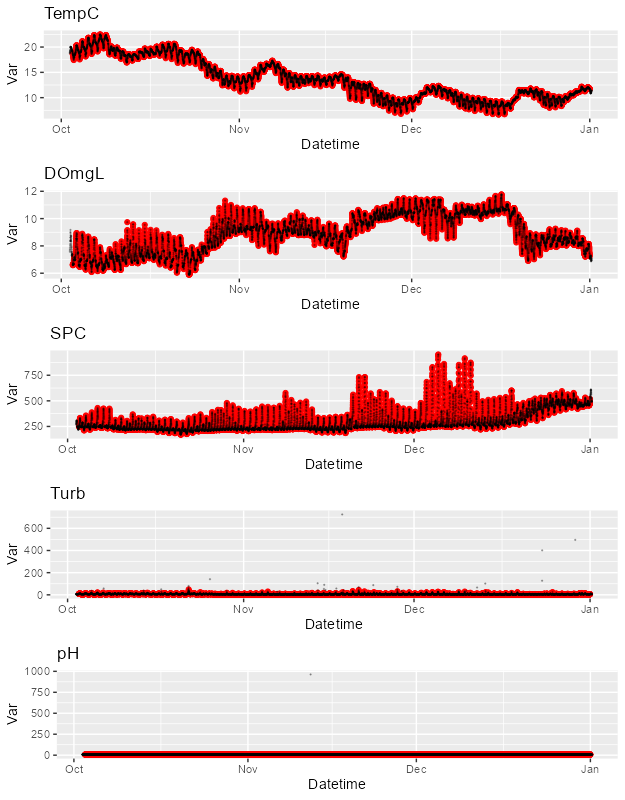 TempC
Var
20
15
10
Oct Nov Dec Jan
Datetime
DOmgL
Var
12
10
8
6
Oct Nov Dec Jan
Datetime
SPC
Var
750
500
250
Oct Nov Dec Jan
Datetime
Turb
Var
600
400
200
0
Oct Nov Dec Jan
Datetime
pH
Var
1000
750
500
250
0
Oct Nov Dec Jan
Datetime